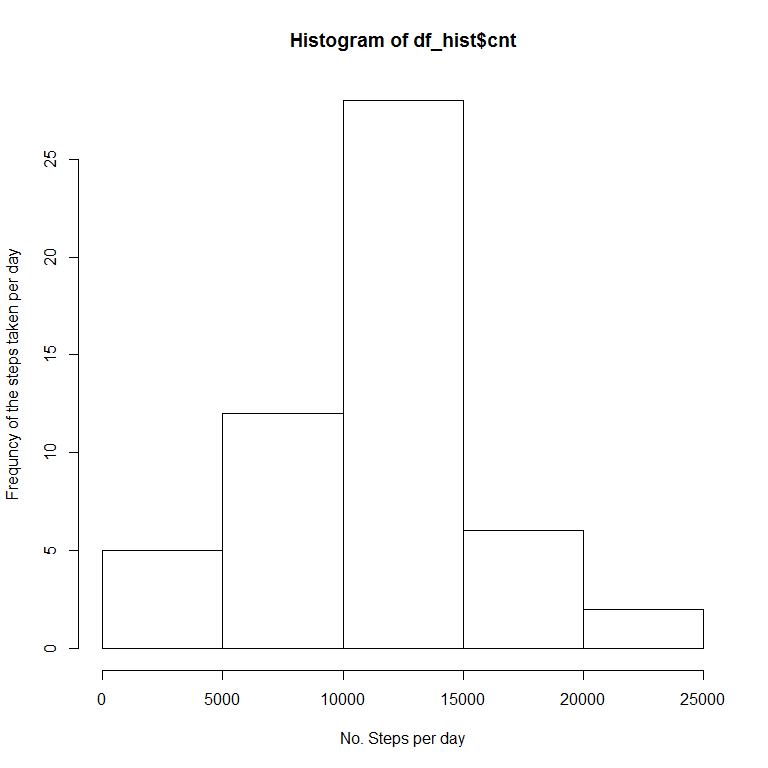 Histogram of df_hist$cnt
Frequncy of the steps taken per day
25
20
15
10
5
0
0 5000 10000 15000 20000 25000
No. Steps per day